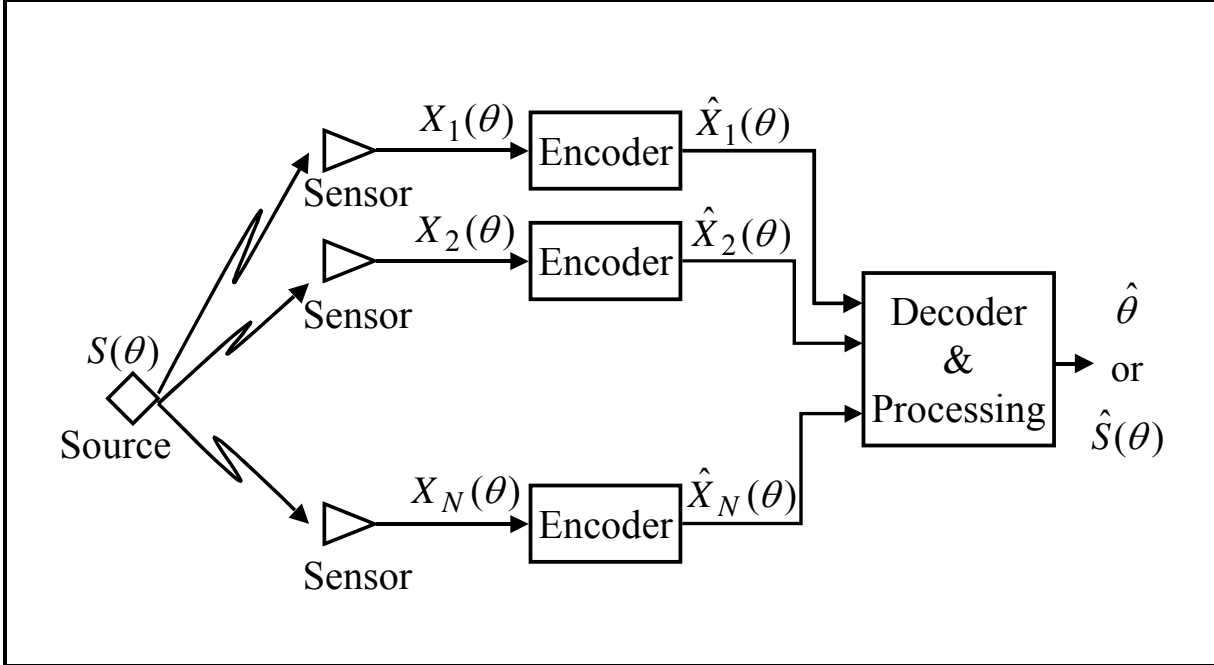 X₁(θ)
Encoder
X̂₁(θ)
Sensor
X₂(θ)
Encoder
X̂₂(θ)
Sensor
S(θ)
Source
Decoder
&
Processing
θ̂
or
Ŝ(θ)
X_N(θ)
Encoder
X̂_N(θ)
Sensor